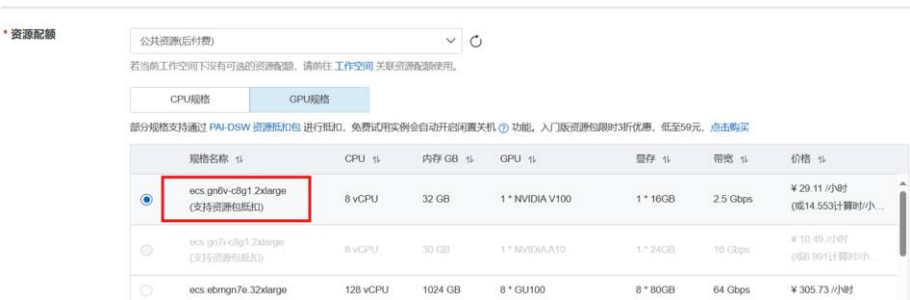 * 资源配额
公共资源(后付费)
若当前工作空间下没有可选的资源配额，请前往 工作空间 关联资源配额使用。
CPU规格 GPU规格
部分规格支持通过 PAI-DSW 资源抵扣包 进行抵扣，免费试用实例会自动开启闲置关机 ? 功能。入门版资源包限时3折优惠，低至59元，点击购买
规格名称 CPU 内存 GB GPU 显存 带宽 价格
ecs.gn6v-c8g1.2xlarge 8 vCPU 32 GB 1 * NVIDIA V100 1 * 16GB 2.5 Gbps ¥ 29.11 /小时
(支持资源包抵扣) (或14.553计算时/小...
ecs.gn7i-c8g1.2xlarge 8 vCPU 30 GB 1 * NVIDIA A10 1 * 24GB 16 Gbps ¥ 10.49 /小时
(支持资源包抵扣) (或6.991计算时/小...
ecs.ebmgn7e.32xlarge 128 vCPU 1024 GB 8 * GU100 8 * 80GB 64 Gbps ¥ 305.73 /小时